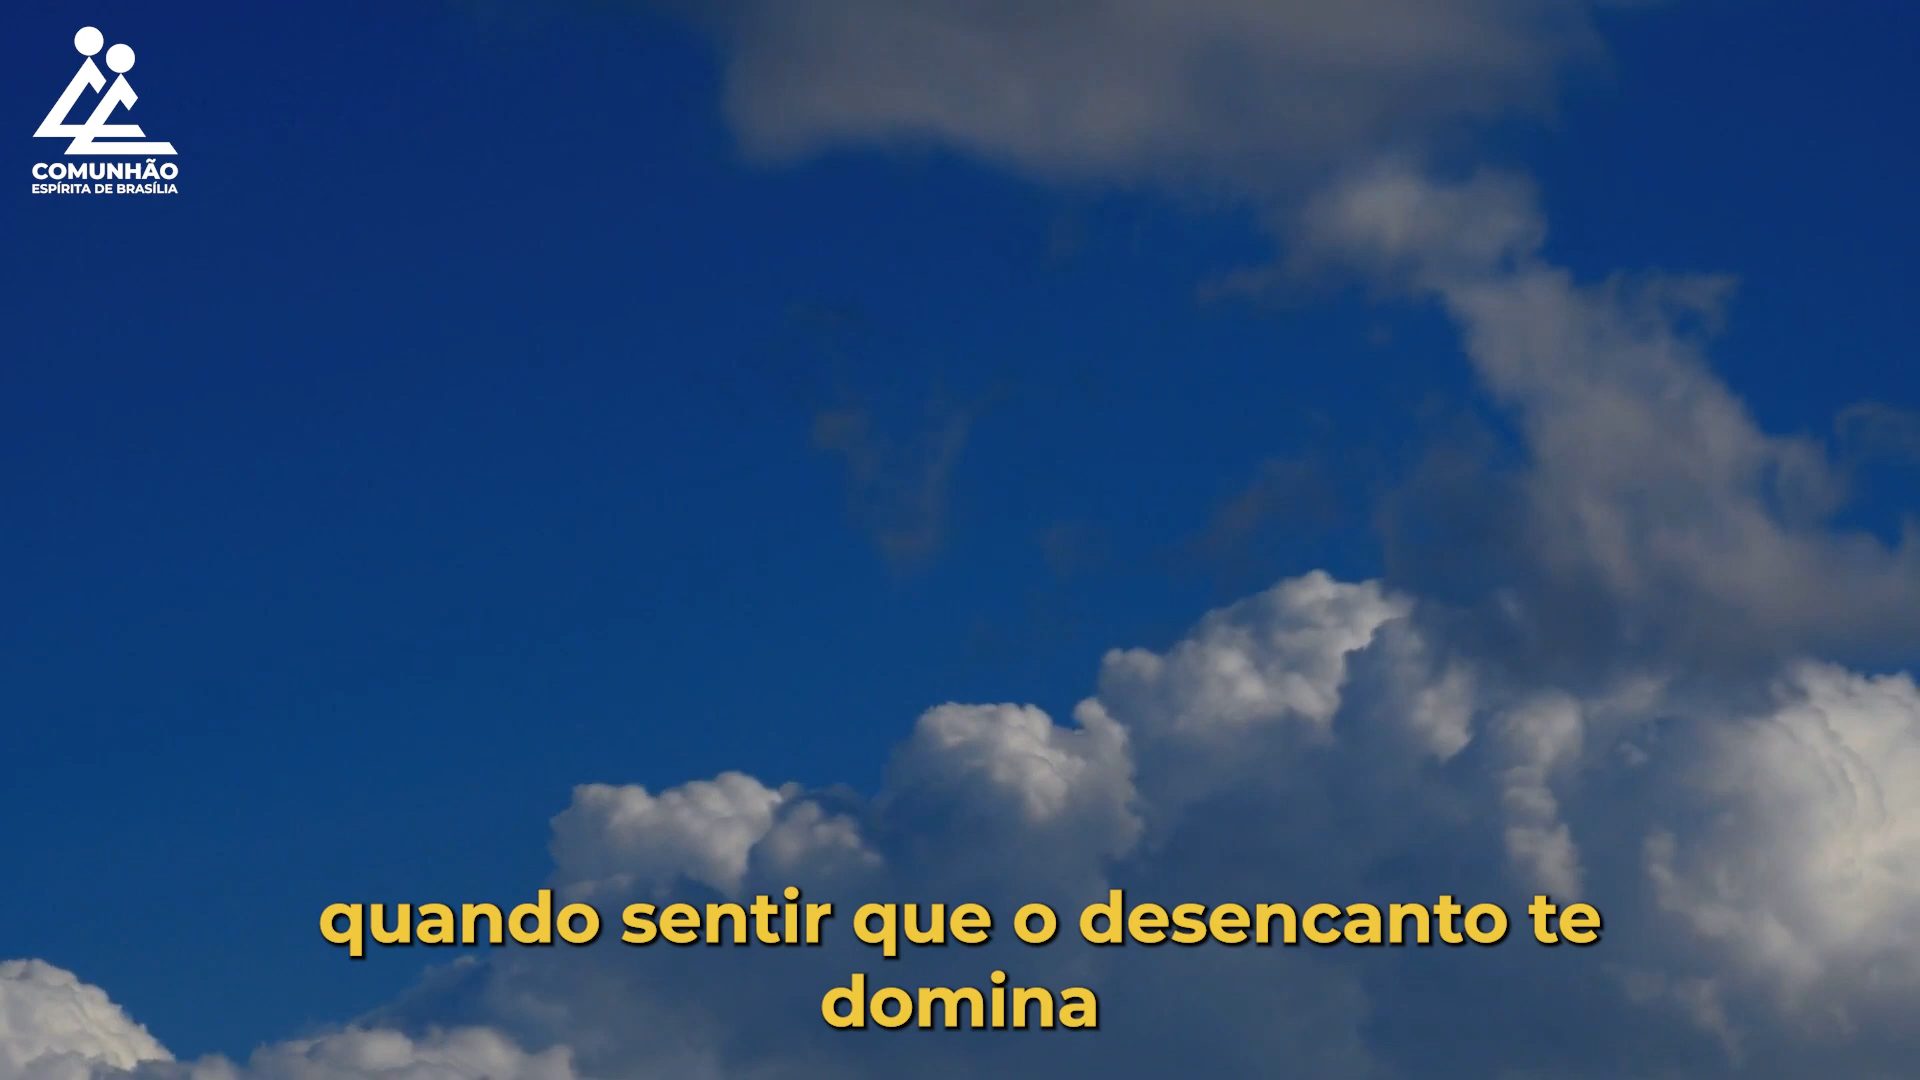 COMUNHÃO
ESPÍRITA DE BRASÍLIA
quando sentir que o desencanto te
domina